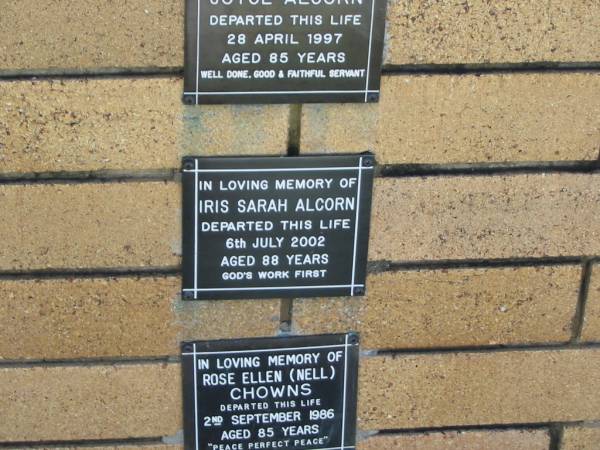 JOYCE ALCORN
DEPARTED THIS LIFE
28 APRIL 1997
AGED 85 YEARS
WELL DONE, GOOD & FAITHFUL SERVANT
IN LOVING MEMORY OF
IRIS SARAH ALCORN
DEPARTED THIS LIFE
6th JULY 2002
AGED 88 YEARS
GOD'S WORK FIRST
IN LOVING MEMORY OF
ROSE ELLEN (NELL)
CHOWNS
DEPARTED THIS LIFE
2ND SEPTEMBER 1986
AGED 85 YEARS
"PEACE PERFECT PEACE"